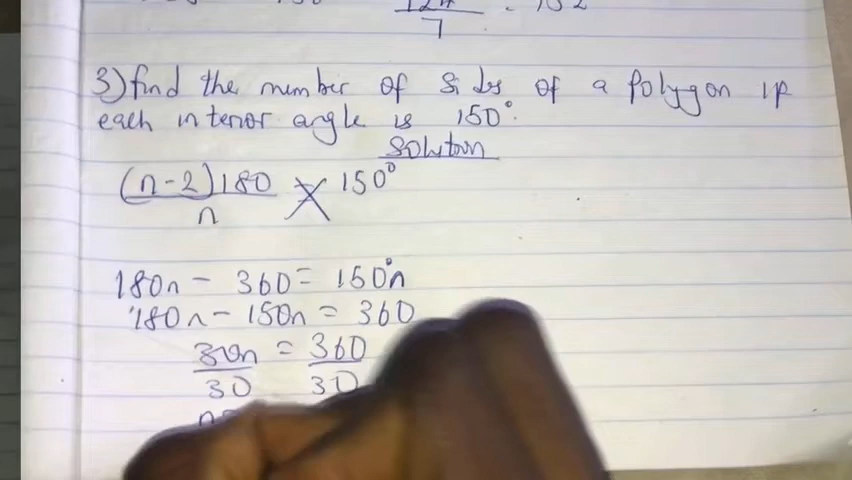 3) find the number of sides of a polygon if
each interior angle is 150°.
Solution
(n-2)180 150°
n
180n - 360 = 150°n
180n - 150n = 360
30n = 360
30 30
n=